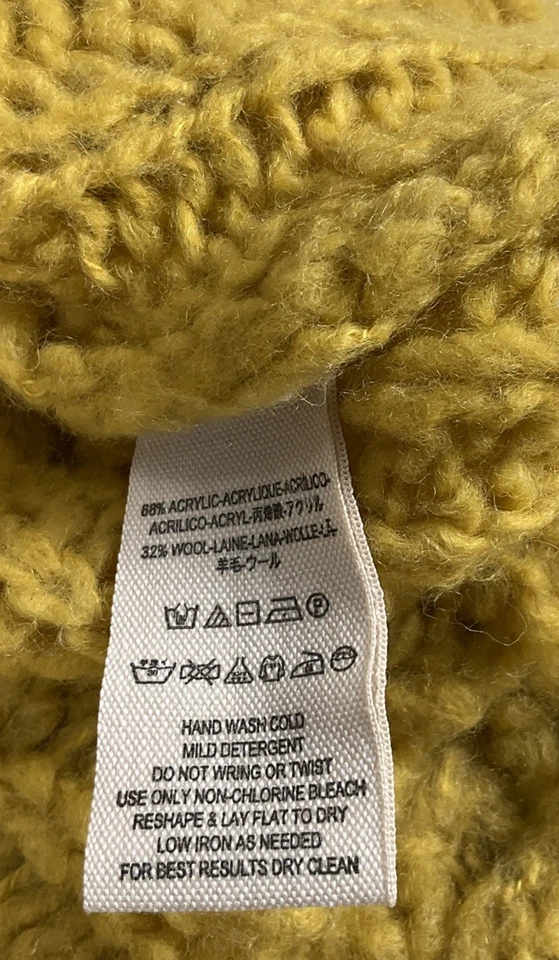 68% ACRYLIC-ACRYLIQUE-ACRÍLICO-
ACRILICO-ACRYL-丙烯酸-アクリル
32% WOOL-LAINE-LANA-WOLLE-
羊毛-ウール
HAND WASH COLD
MILD DETERGENT
DO NOT WRING OR TWIST
USE ONLY NON-CHLORINE BLEACH
RESHAPE & LAY FLAT TO DRY
LOW IRON AS NEEDED
FOR BEST RESULTS DRY CLEAN